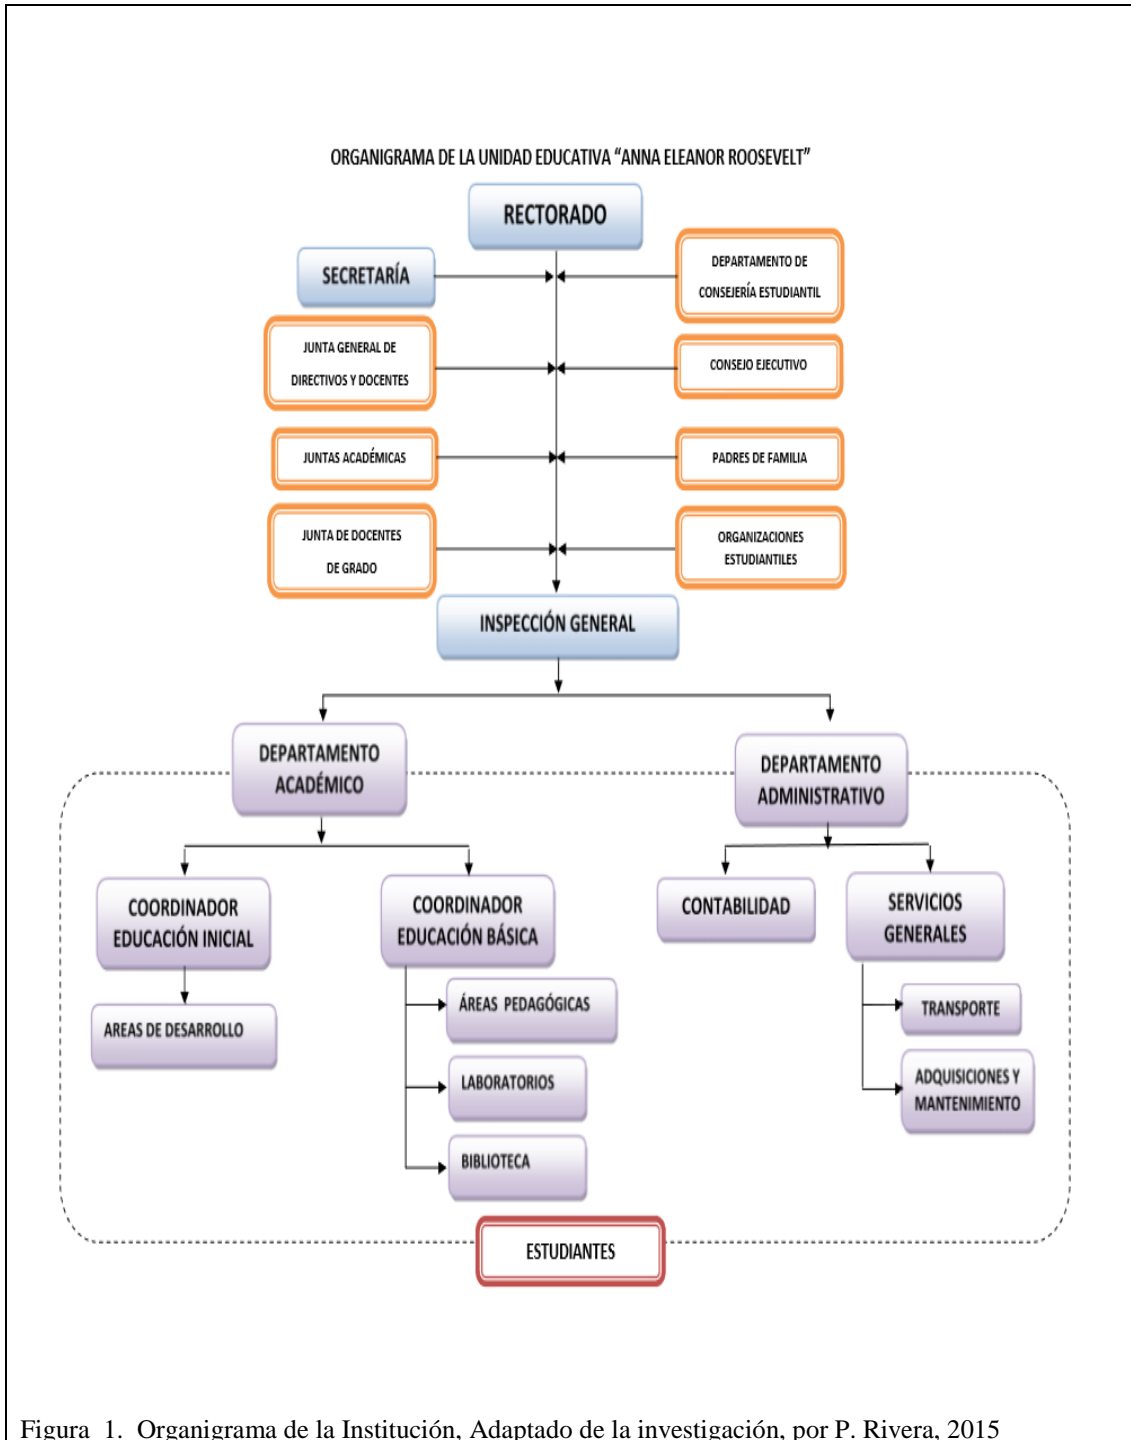 ORGANIGRAMA DE LA UNIDAD EDUCATIVA “ANNA ELEANOR ROOSEVELT”
RECTORADO
SECRETARÍA
DEPARTAMENTO DE
CONSEJERÍA ESTUDIANTIL
JUNTA GENERAL DE
DIRECTIVOS Y DOCENTES
CONSEJO EJECUTIVO
JUNTAS ACADÉMICAS
PADRES DE FAMILIA
JUNTA DE DOCENTES
DE GRADO
ORGANIZACIONES
ESTUDIANTILES
INSPECCIÓN GENERAL
DEPARTAMENTO
ACADÉMICO
DEPARTAMENTO
ADMINISTRATIVO
COORDINADOR
EDUCACIÓN INICIAL
COORDINADOR
EDUCACIÓN BÁSICA
CONTABILIDAD
SERVICIOS
GENERALES
AREAS DE DESARROLLO
ÁREAS PEDAGÓGICAS
LABORATORIOS
BIBLIOTECA
TRANSPORTE
ADQUISICIONES Y
MANTENIMIENTO
ESTUDIANTES
Figura 1. Organigrama de la Institución, Adaptado de la investigación, por P. Rivera, 2015